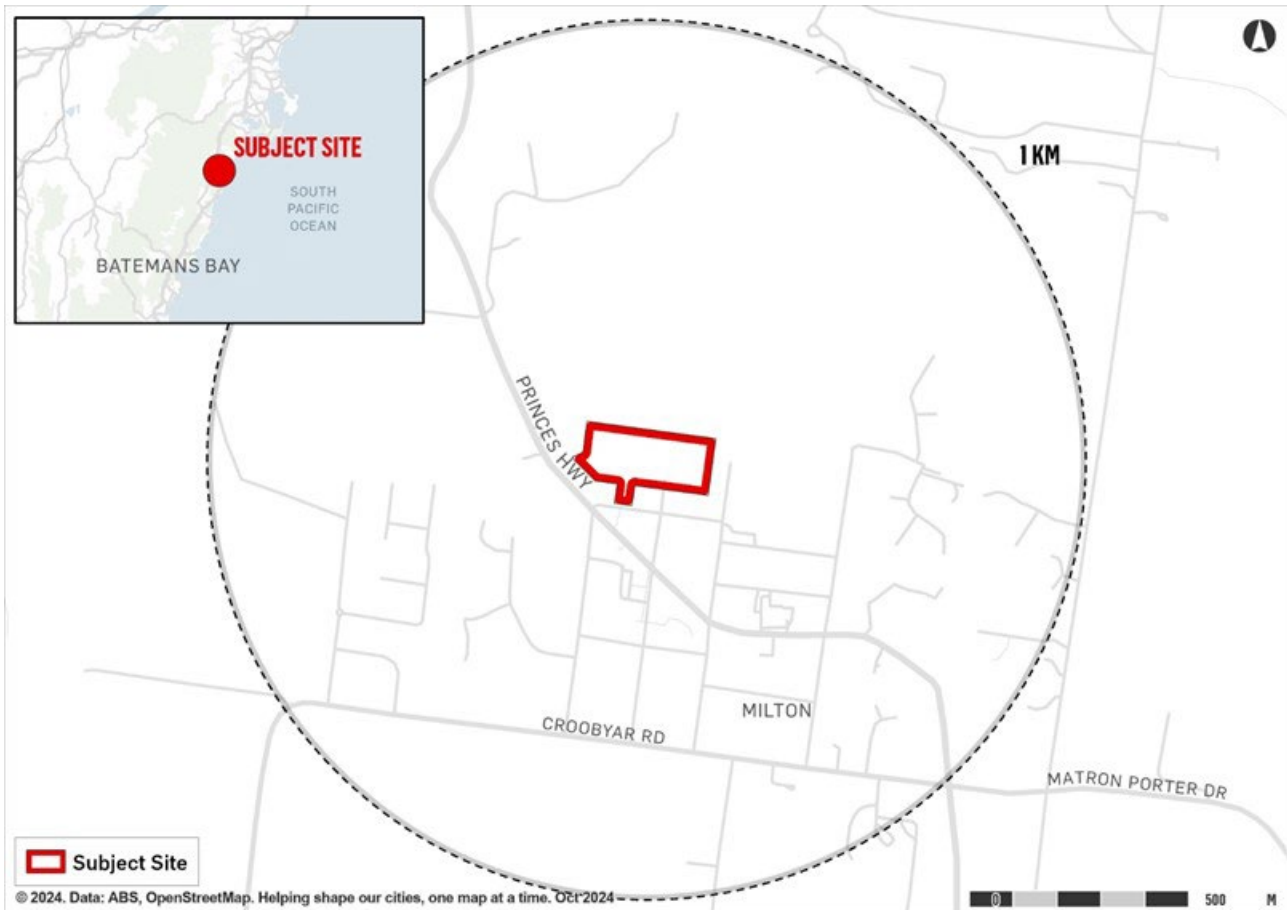 SUBJECT SITE
SOUTH
PACIFIC
OCEAN
BATEMANS BAY
1 KM
PRINCES HWY
MILTON
CROOBYAR RD
MATRON PORTER DR
Subject Site
© 2024. Data: ABS, OpenStreetMap. Helping shape our cities, one map at a time. Oct 2024
0 500 M